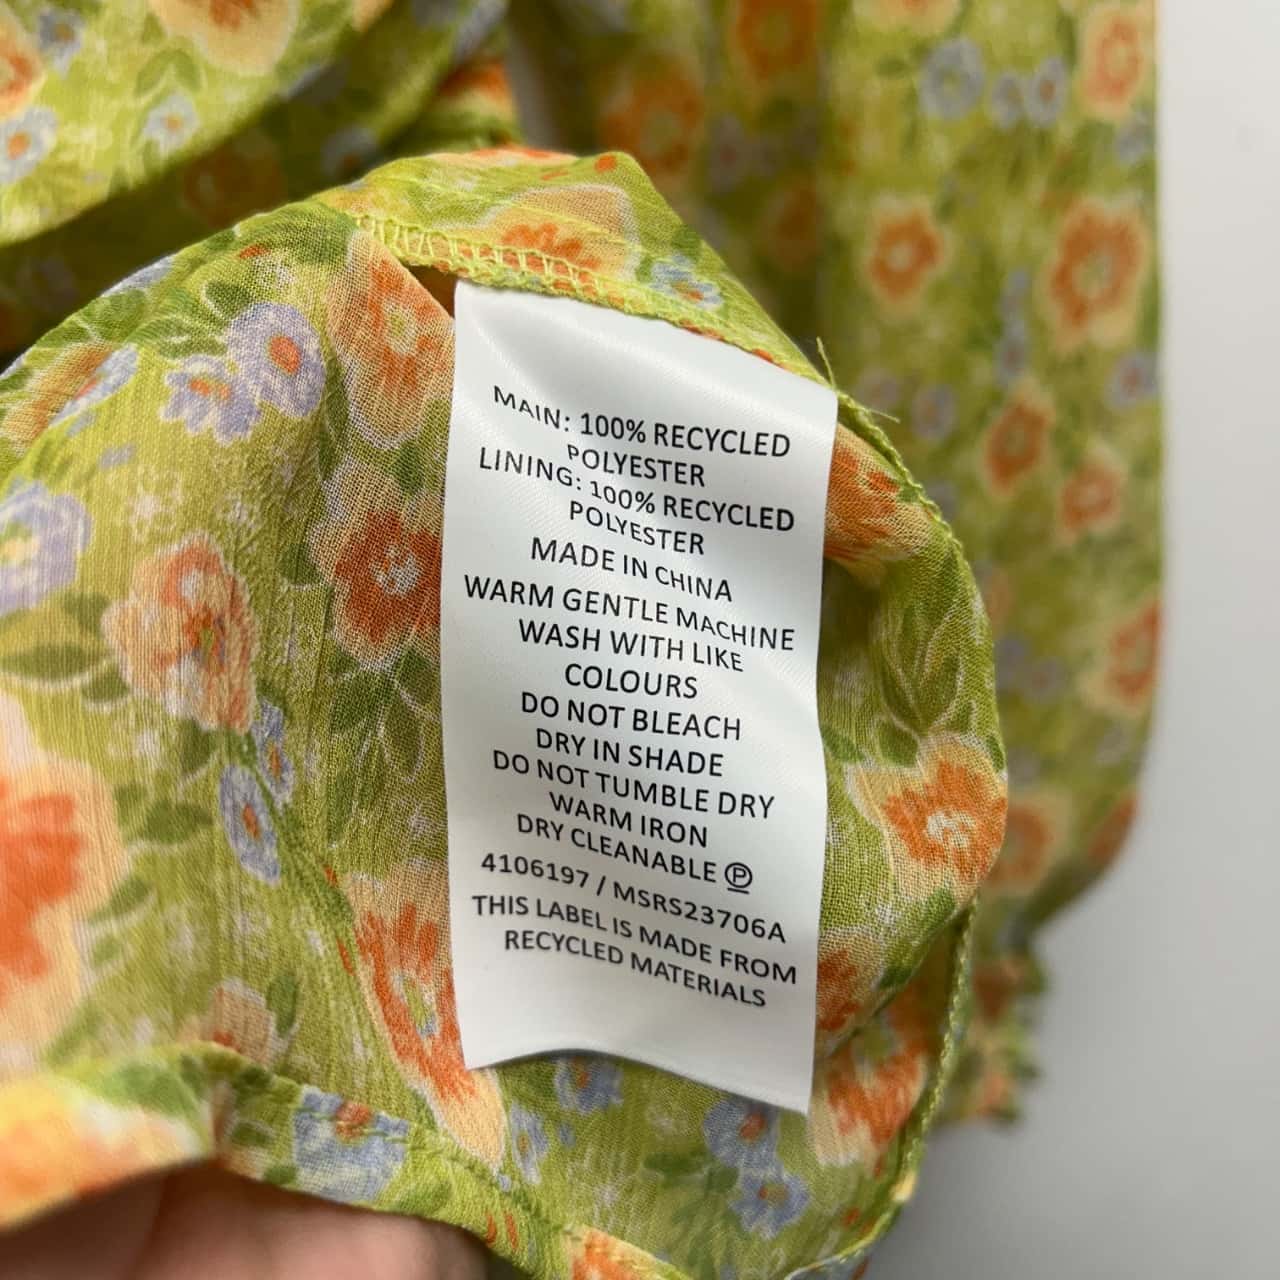 MAIN: 100% RECYCLED
POLYESTER
LINING: 100% RECYCLED
POLYESTER
MADE IN CHINA
WARM GENTLE MACHINE
WASH WITH LIKE
COLOURS
DO NOT BLEACH
DRY IN SHADE
DO NOT TUMBLE DRY
WARM IRON
DRY CLEANABLE Ⓟ
4106197 / MSRS23706A
THIS LABEL IS MADE FROM
RECYCLED MATERIALS